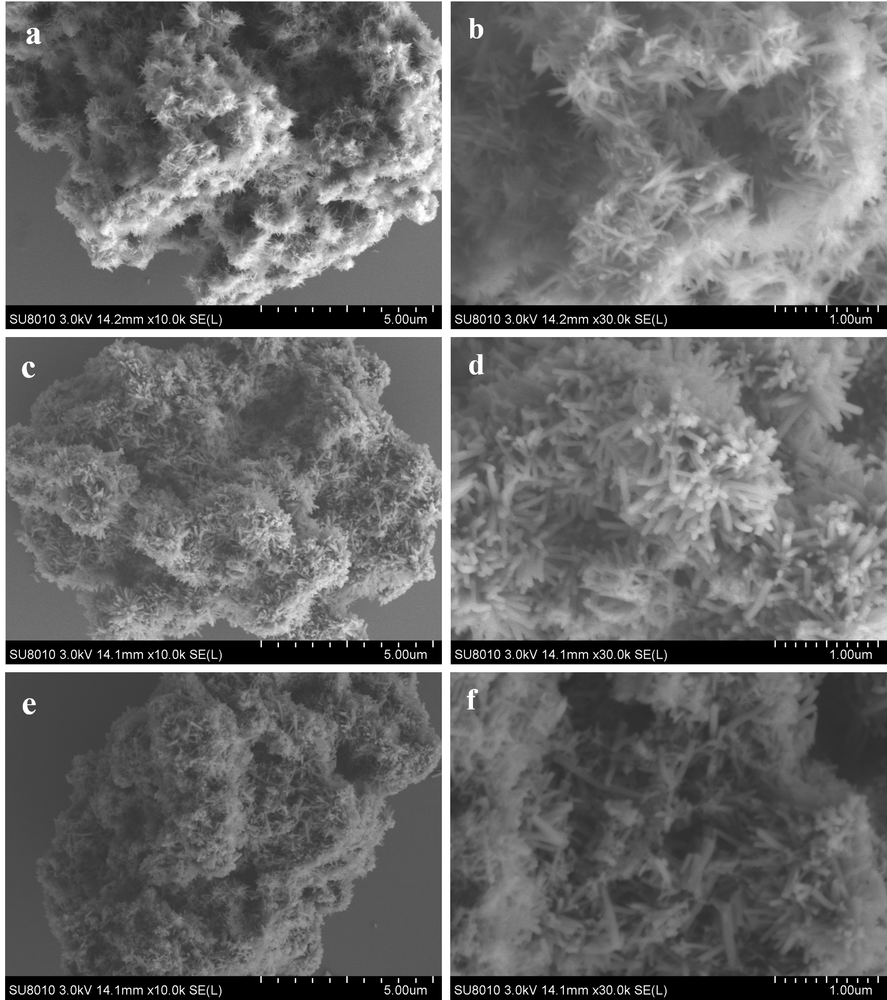 a
SU8010 3.0kV 14.2mm x10.0k SE(L) 5.00um
b
SU8010 3.0kV 14.2mm x30.0k SE(L) 1.00um
c
SU8010 3.0kV 14.1mm x10.0k SE(L) 5.00um
d
SU8010 3.0kV 14.1mm x30.0k SE(L) 1.00um
e
SU8010 3.0kV 14.1mm x10.0k SE(L) 5.00um
f
SU8010 3.0kV 14.1mm x30.0k SE(L) 1.00um